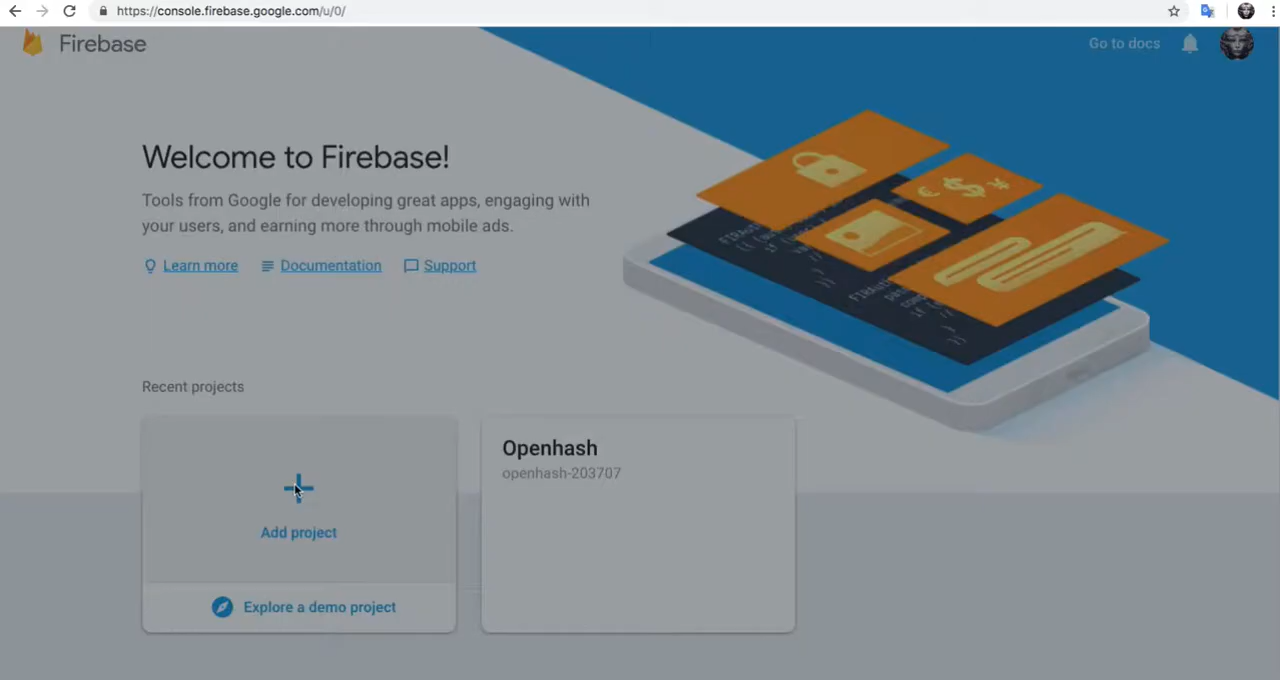 https://console.firebase.google.com/u/0/
Firebase
Go to docs
Welcome to Firebase!
Tools from Google for developing great apps, engaging with
your users, and earning more through mobile ads.
Learn more
Documentation
Support
Recent projects
Add project
Explore a demo project
Openhash
openhash-203707